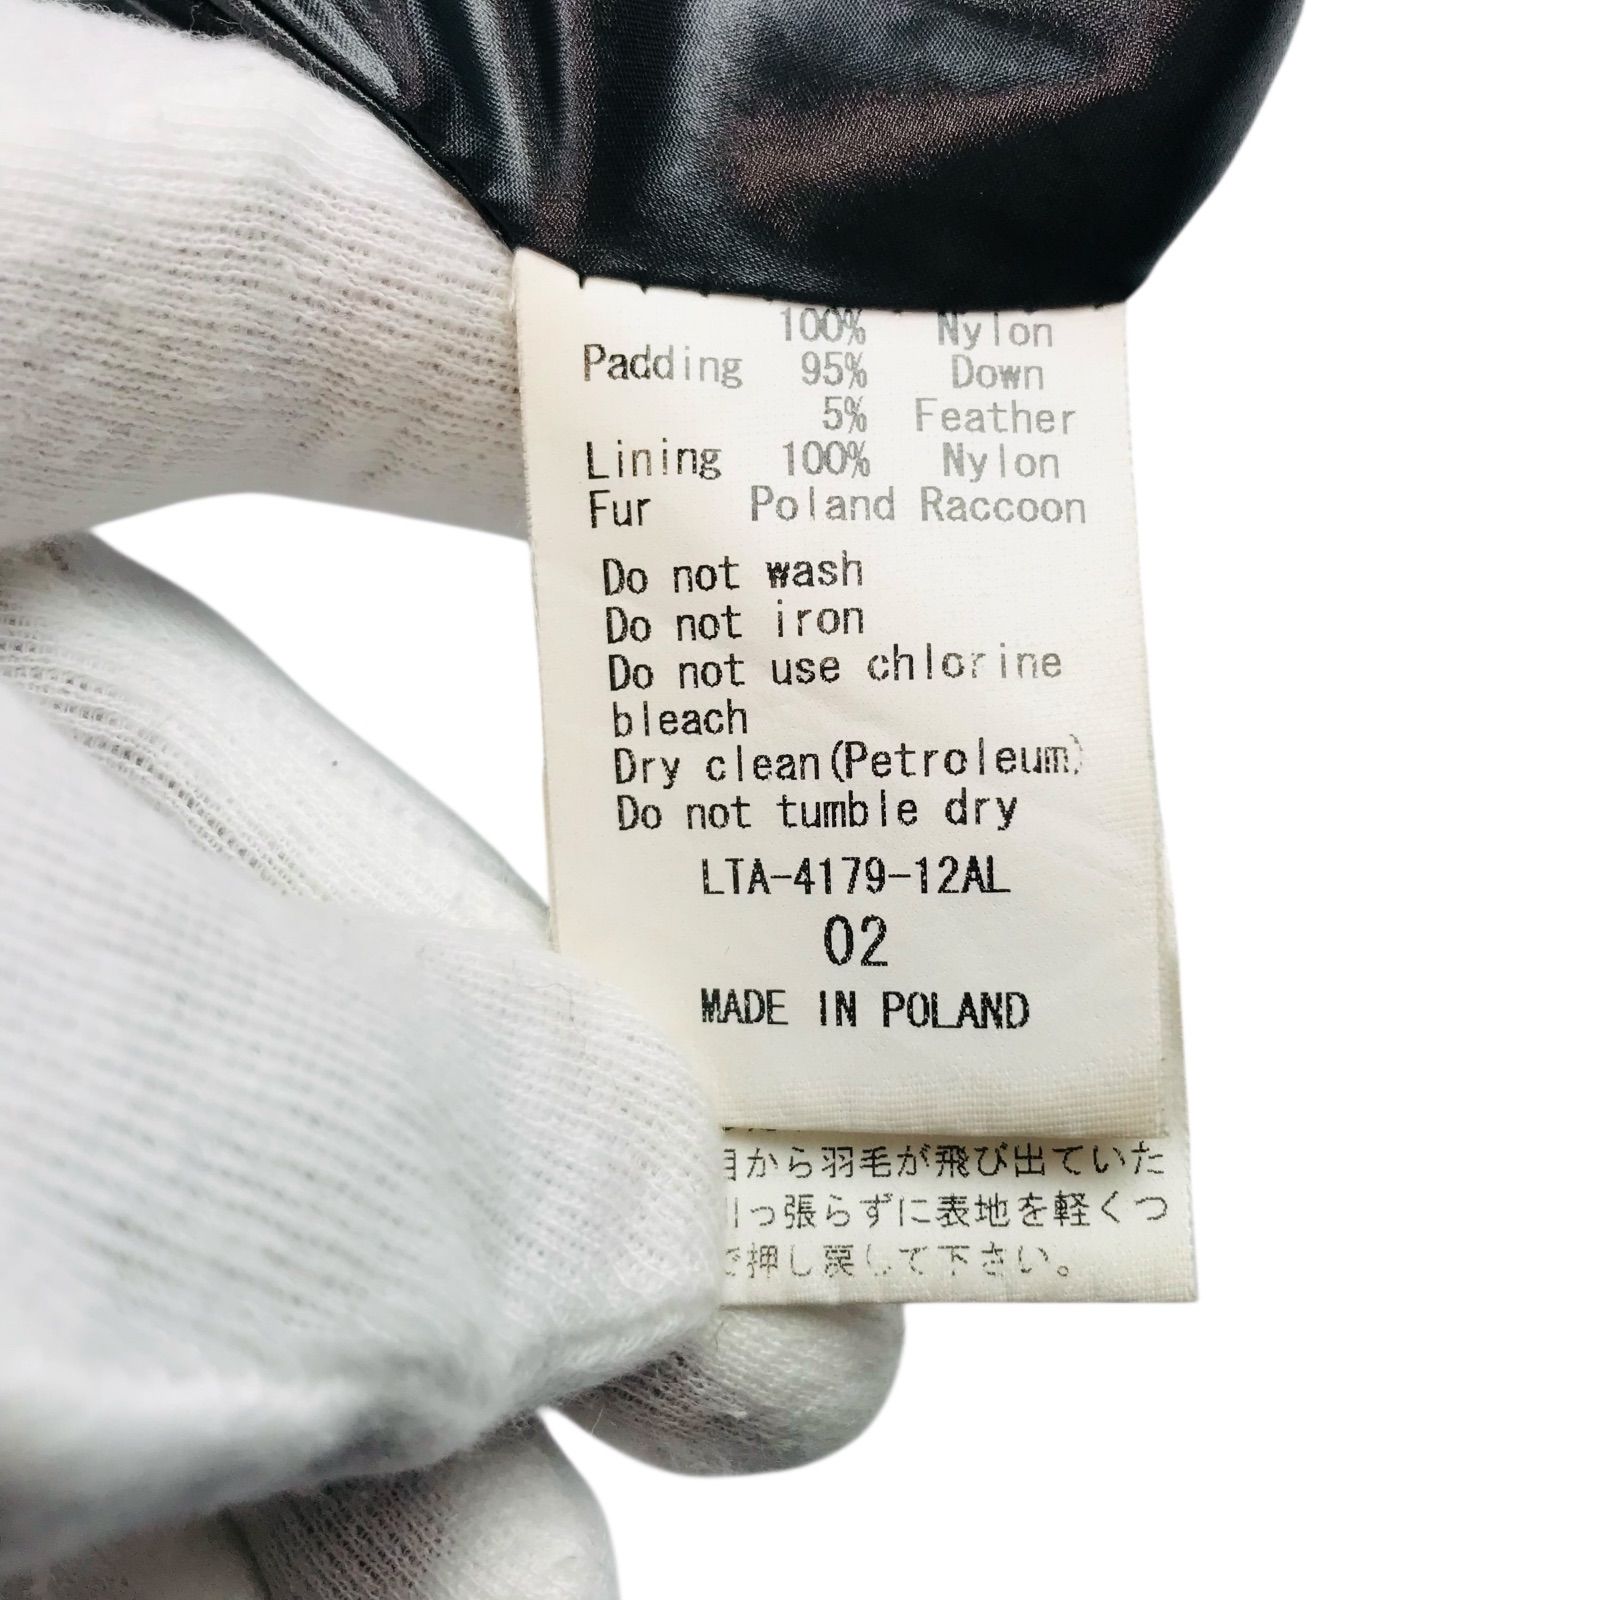 100% Nylon
Padding 95% Down
5% Feather
Lining 100% Nylon
Fur Poland Raccoon
Do not wash
Do not iron
Do not use chlorine
bleach
Dry clean(Petroleum)
Do not tumble dry
LTA-4179-12AL
02
MADE IN POLAND
目から羽毛が飛び出ていた
引っ張らずに表地を軽くつ
で押し戻して下さい。